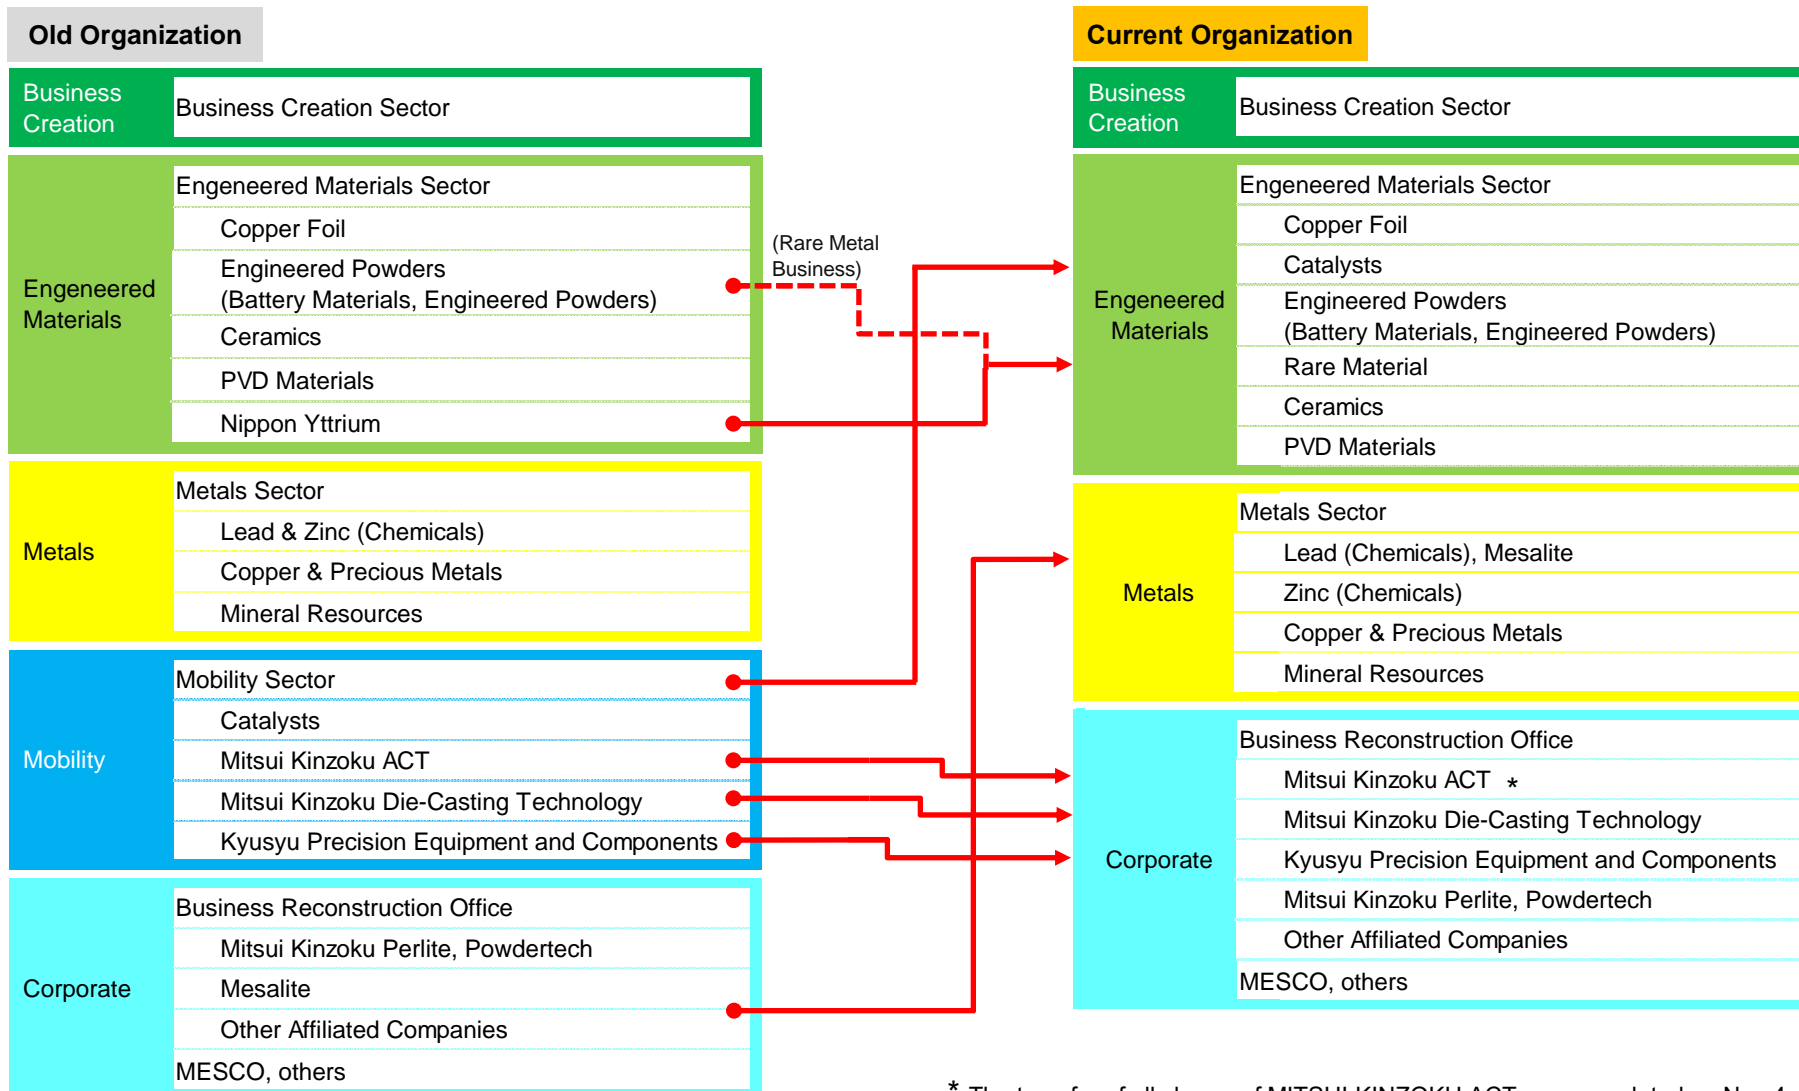 Old Organization
Business
Creation
Business Creation Sector
Engeneered
Materials
Engeneered Materials Sector
Copper Foil
Engineered Powders
(Battery Materials, Engineered Powders)
Ceramics
PVD Materials
Nippon Yttrium
Metals
Metals Sector
Lead & Zinc (Chemicals)
Copper & Precious Metals
Mineral Resources
Mobility
Mobility Sector
Catalysts
Mitsui Kinzoku ACT
Mitsui Kinzoku Die-Casting Technology
Kyusyu Precision Equipment and Components
Corporate
Business Reconstruction Office
Mitsui Kinzoku Perlite, Powdertech
Mesalite
Other Affiliated Companies
MESCO, others
(Rare Metal
Business)
Current Organization
Business
Creation
Business Creation Sector
Engeneered
Materials
Engeneered Materials Sector
Copper Foil
Catalysts
Engineered Powders
(Battery Materials, Engineered Powders)
Rare Material
Ceramics
PVD Materials
Metals
Metals Sector
Lead (Chemicals), Mesalite
Zinc (Chemicals)
Copper & Precious Metals
Mineral Resources
Corporate
Business Reconstruction Office
Mitsui Kinzoku ACT *
Mitsui Kinzoku Die-Casting Technology
Kyusyu Precision Equipment and Components
Mitsui Kinzoku Perlite, Powdertech
Other Affiliated Companies
MESCO, others